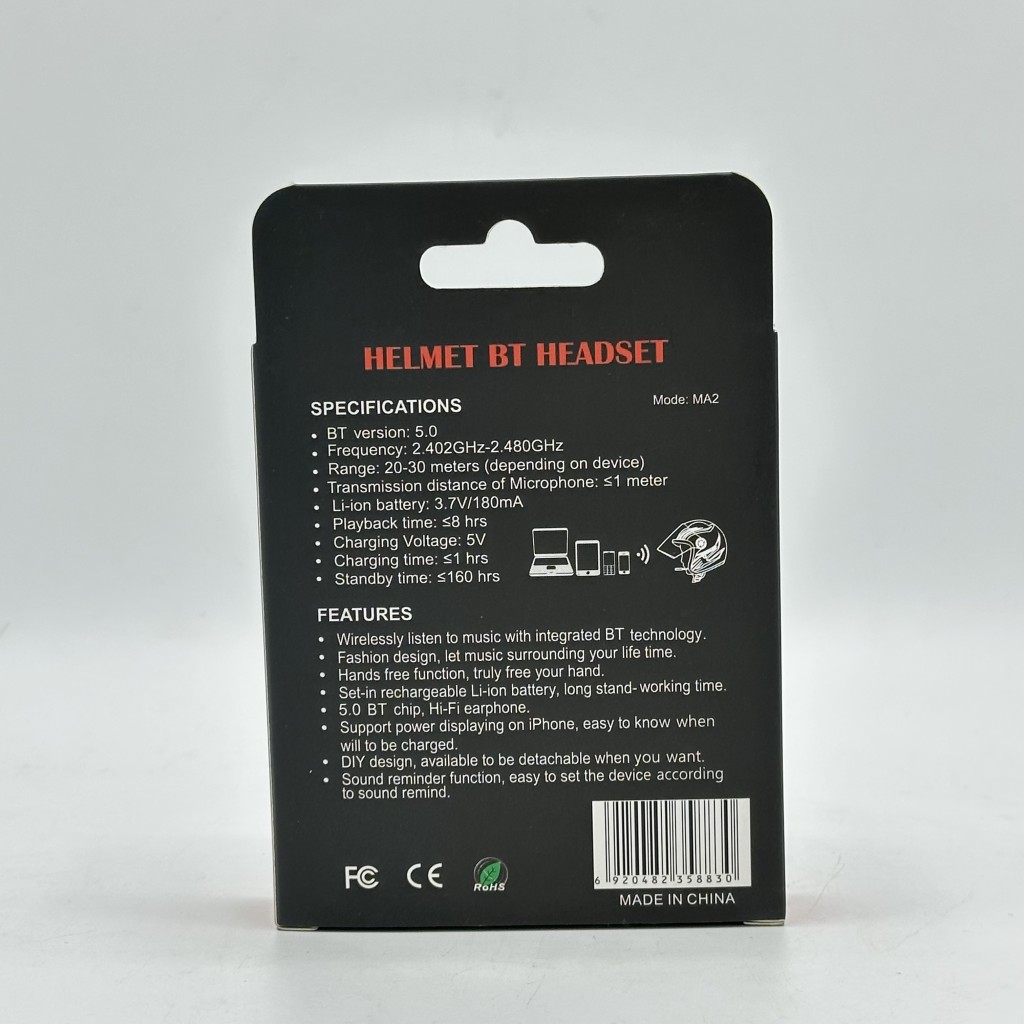 HELMET BT HEADSET
SPECIFICATIONS
Mode: MA2
• BT version: 5.0
• Frequency: 2.402GHz-2.480GHz
• Range: 20-30 meters (depending on device)
• Transmission distance of Microphone: ≤1 meter
• Li-ion battery: 3.7V/180mA
• Playback time: ≤8 hrs
• Charging Voltage: 5V
• Charging time: ≤1 hrs
• Standby time: ≤160 hrs
FEATURES
• Wirelessly listen to music with integrated BT technology.
• Fashion design, let music surrounding your life time.
• Hands free function, truly free your hand.
• Set-in rechargeable Li-ion battery, long stand-working time.
• 5.0 BT chip, Hi-Fi earphone.
• Support power displaying on iPhone, easy to know when
will to be charged.
• DIY design, available to be detachable when you want.
• Sound reminder function, easy to set the device according
to sound remind.
FC CE RoHS
6 920482 358830
MADE IN CHINA